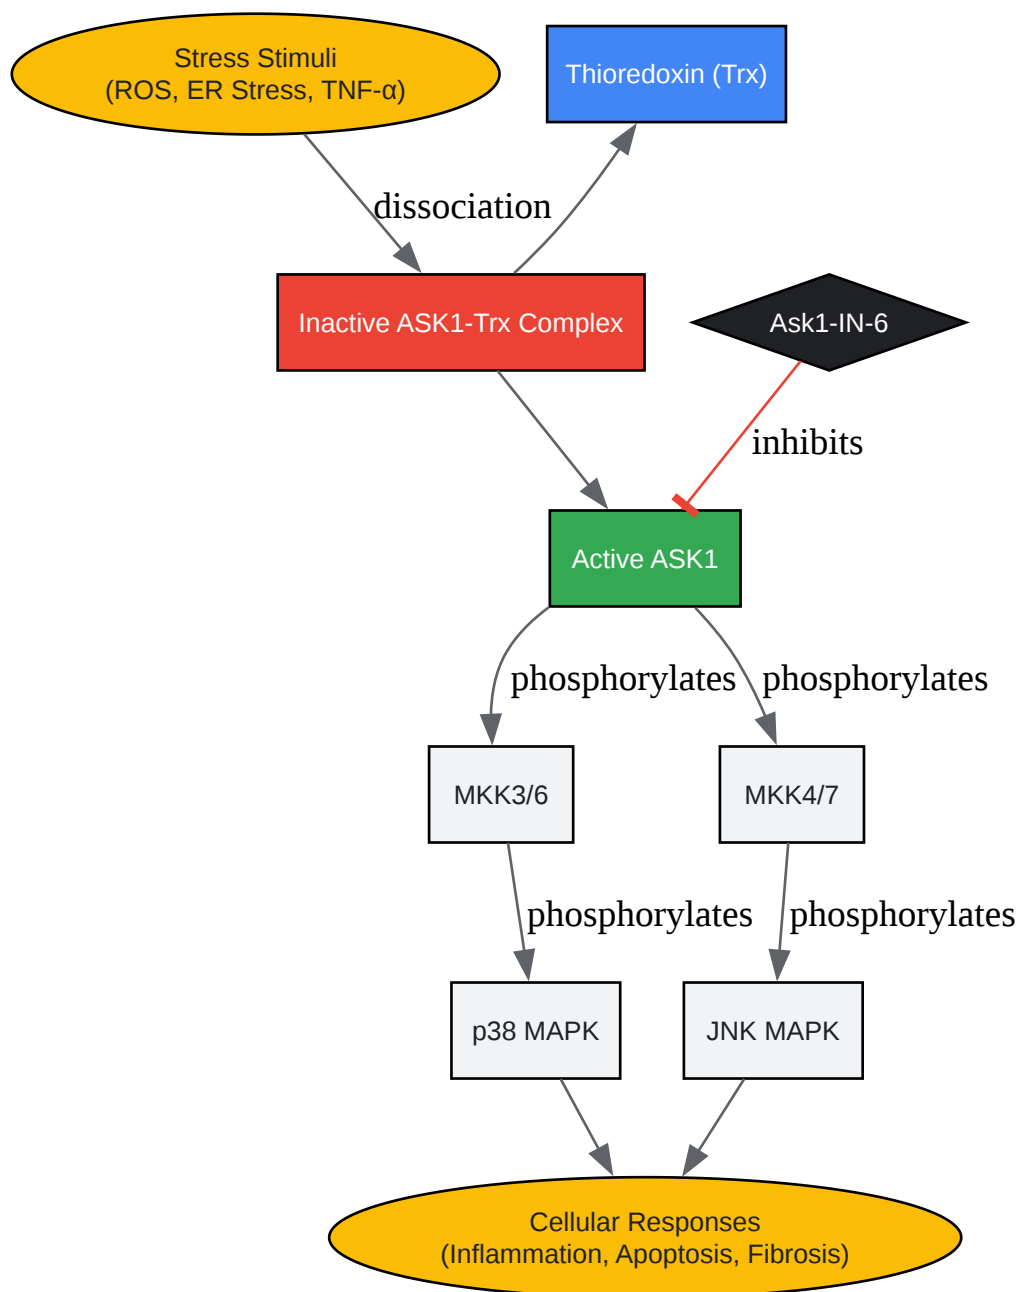 Stress Stimuli
(ROS, ER Stress, TNF-α)
Thioredoxin (Trx)
dissociation
Inactive ASK1-Trx Complex
Ask1-IN-6
inhibits
Active ASK1
phosphorylates
phosphorylates
MKK3/6
MKK4/7
phosphorylates
phosphorylates
p38 MAPK
JNK MAPK
Cellular Responses
(Inflammation, Apoptosis, Fibrosis)